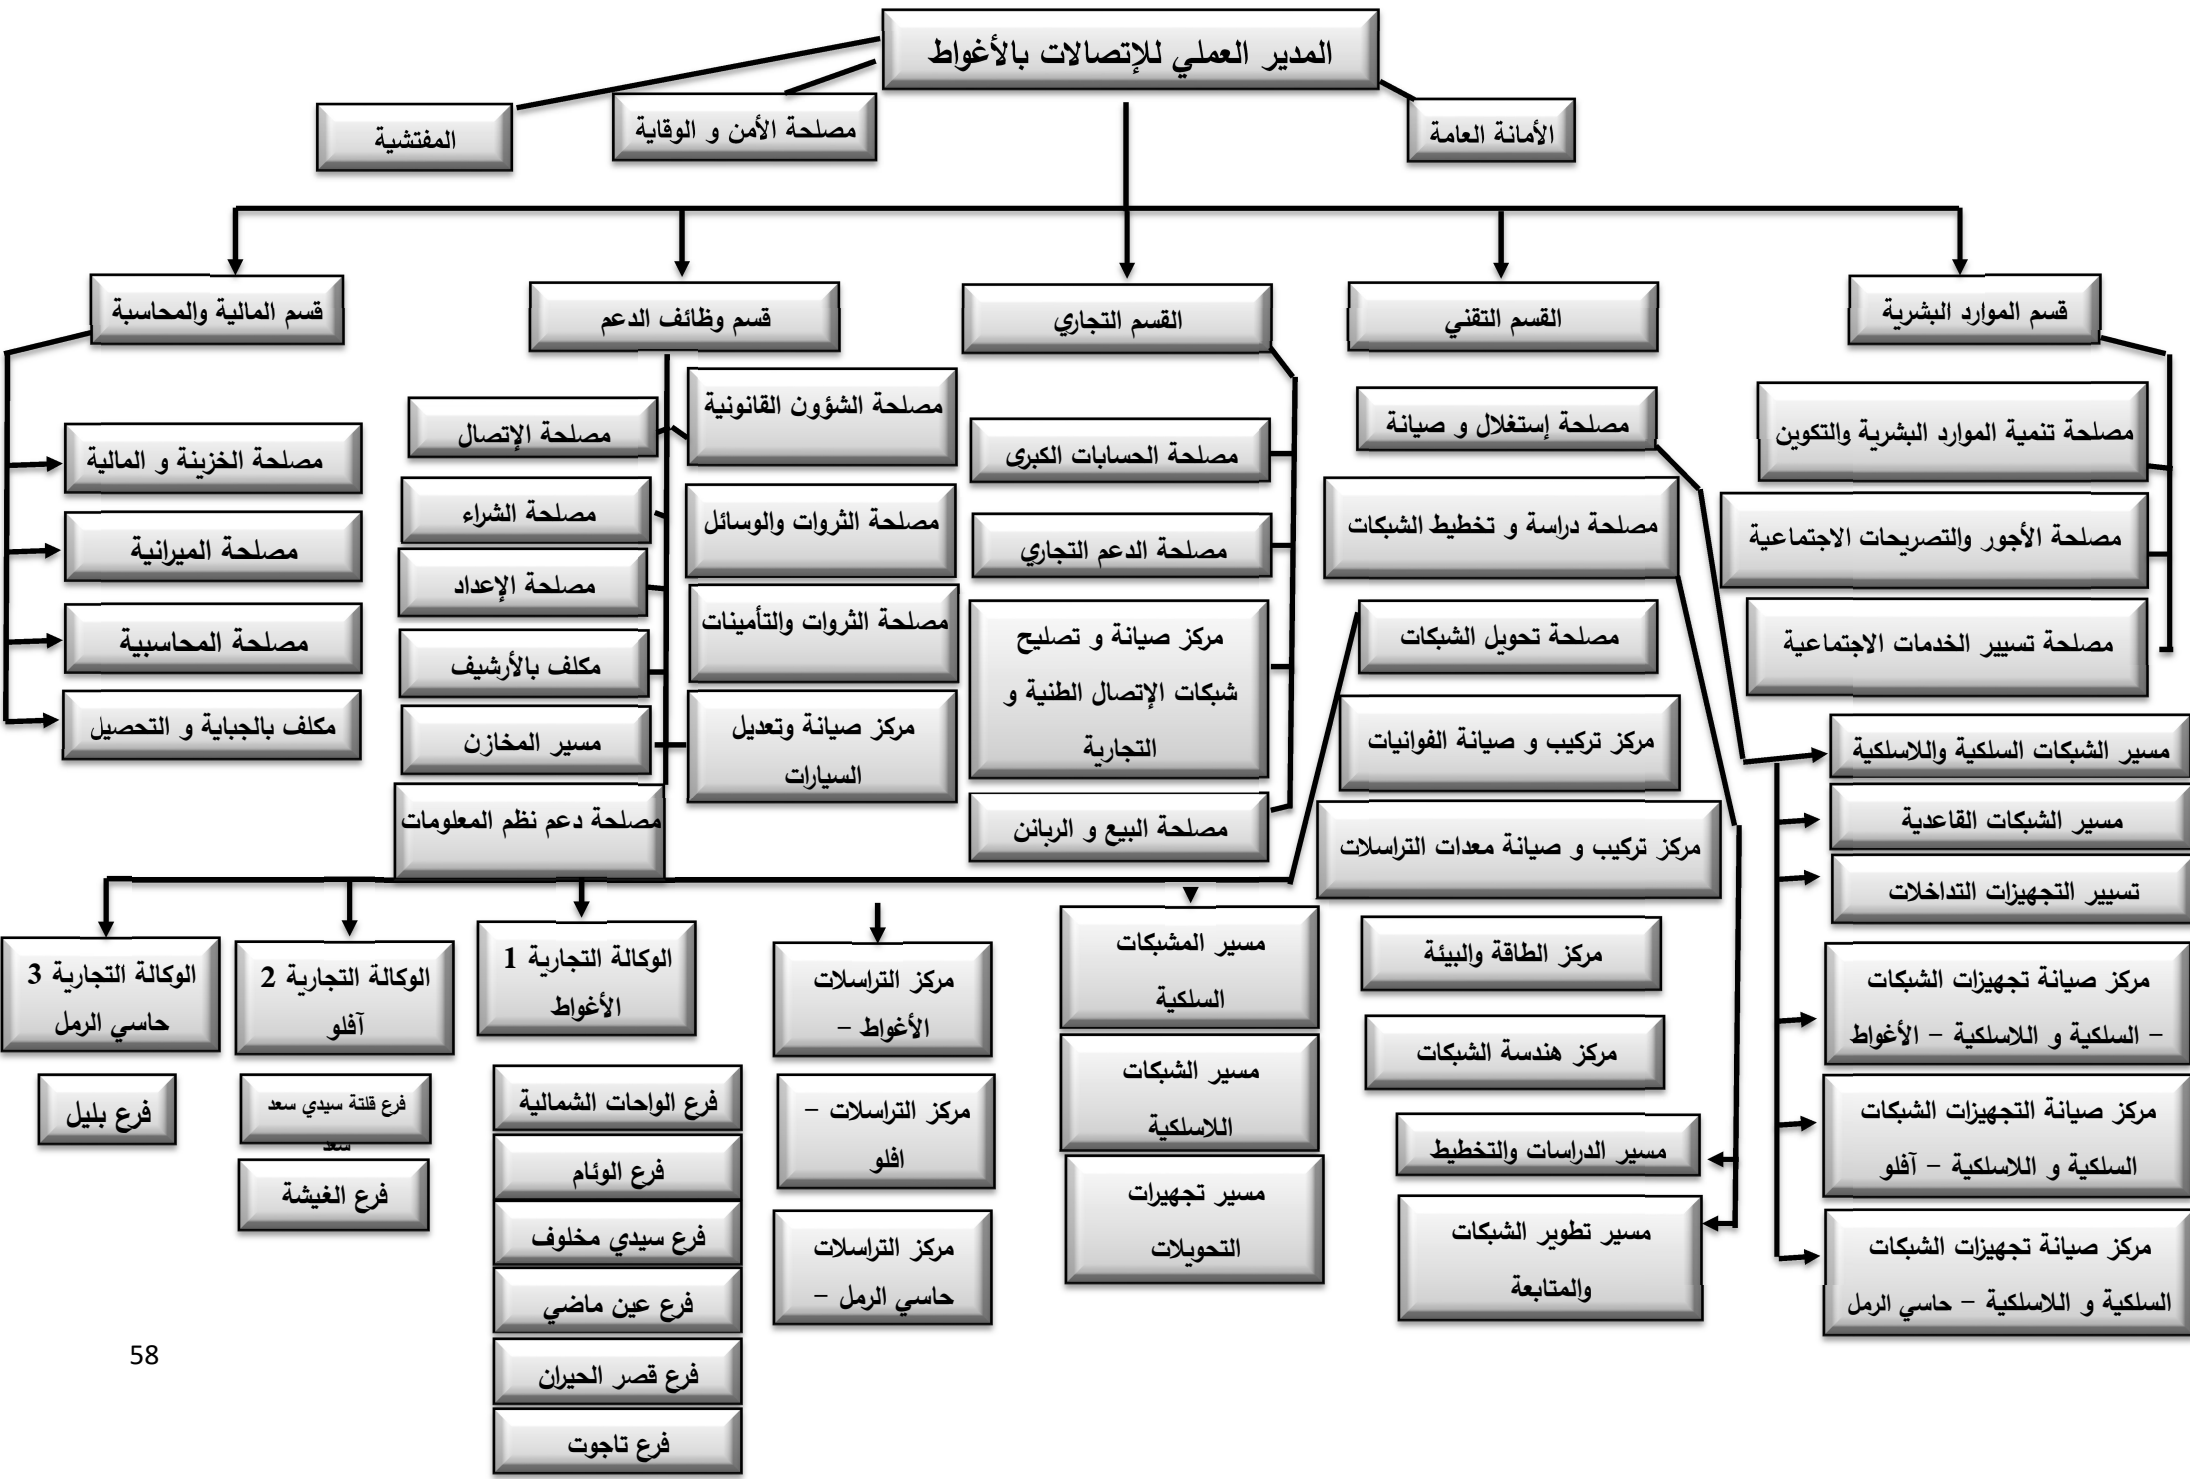 المدير العملي للإتصالات بالأغواط
الأمانة العامة
مصلحة الأمن و الوقاية
المفتشية
قسم الموارد البشرية
القسم التقني
القسم التجاري
قسم وظائف الدعم
قسم المالية والمحاسبة
مصلحة تنمية الموارد البشرية والتكوين
مصلحة الأجور والتصريحات الاجتماعية
مصلحة تسيير الخدمات الاجتماعية
مسير الشبكات السلكية واللاسلكية
مسير الشبكات القاعدية
تسيير التجهيزات التداخلات
مركز صيانة تجهيزات الشبكات
السلكية و اللاسلكية – الأغواط –
مركز صيانة التجهيزات الشبكات
السلكية و اللاسلكية – آفلو
مركز صيانة تجهيزات الشبكات
السلكية و اللاسلكية – حاسي الرمل
مصلحة إستغلال و صيانة
مصلحة دراسة و تخطيط الشبكات
مصلحة تحويل الشبكات
مركز تركيب و صيانة الفوانيات
مركز تركيب و صيانة معدات التراسلات
مركز الطاقة والبيئة
مركز هندسة الشبكات
مسير الدراسات والتخطيط
مسير تطوير الشبكات
والمتابعة
مصلحة الحسابات الكبرى
مصلحة الدعم التجاري
مركز صيانة و تصليح
شبكات الإتصال الطنية و
التجارية
مصلحة البيع و الربانن
مسير المشبكات
السلكية
مسير الشبكات
اللاسلكية
مسير تجهيرات
التحويلات
مصلحة الشؤون القانونية
مصلحة الثروات والوسائل
مصلحة الثروات والتأمينات
مركز صيانة وتعديل
السيارات
مصلحة الإتصال
مصلحة الشراء
مصلحة الإعداد
مكلف بالأرشيف
مسير المخازن
مصلحة دعم نظم المعلومات
مصلحة الخزينة و المالية
مصلحة الميرانية
مصلحة المحاسبية
مكلف بالجباية و التحصيل
مركز التراسلات
الأغواط –
مركز التراسلات –
افلو
مركز التراسلات
حاسي الرمل –
الوكالة التجارية 1
الأغواط
فرع الواحات الشمالية
فرع الوئام
فرع سيدي مخلوف
فرع عين ماضي
فرع قصر الحيران
فرع تاجوت
الوكالة التجارية 2
آفلو
فرع قلتة سيدي سعد
سعد
فرع الغيشة
الوكالة التجارية 3
حاسي الرمل
فرع بليل
58